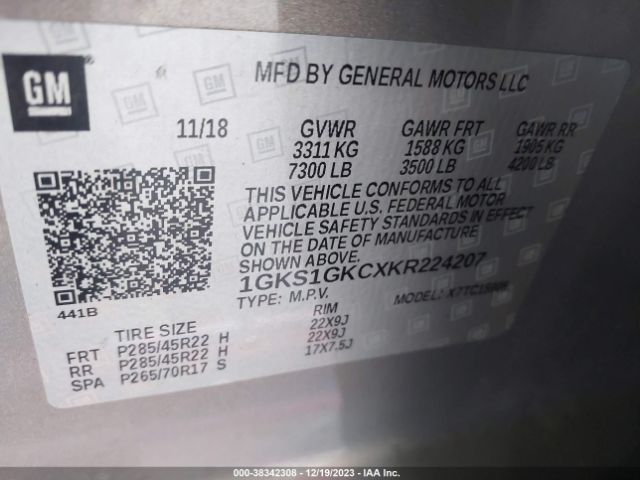 GM
MFD BY GENERAL MOTORS LLC
11/18 GVWR GAWR FRT GAWR RR
3311 KG 1588 KG 1905 KG
7300 LB 3500 LB 4200 LB
THIS VEHICLE CONFORMS TO ALL
APPLICABLE U.S. FEDERAL MOTOR
VEHICLE SAFETY STANDARDS IN EFFECT
ON THE DATE OF MANUFACTURE
SHOWN ABOVE.
1GKS1GKCXKR224207
441B
TYPE: M.P.V. MODEL:
TIRE SIZE RIM
FRT P285/45R22 H 22X9J
RR P285/45R22 H 22X9J
SPA P265/70R17 S 17X7.5J
000-38342308 - 12/19/2023 - IAA Inc.